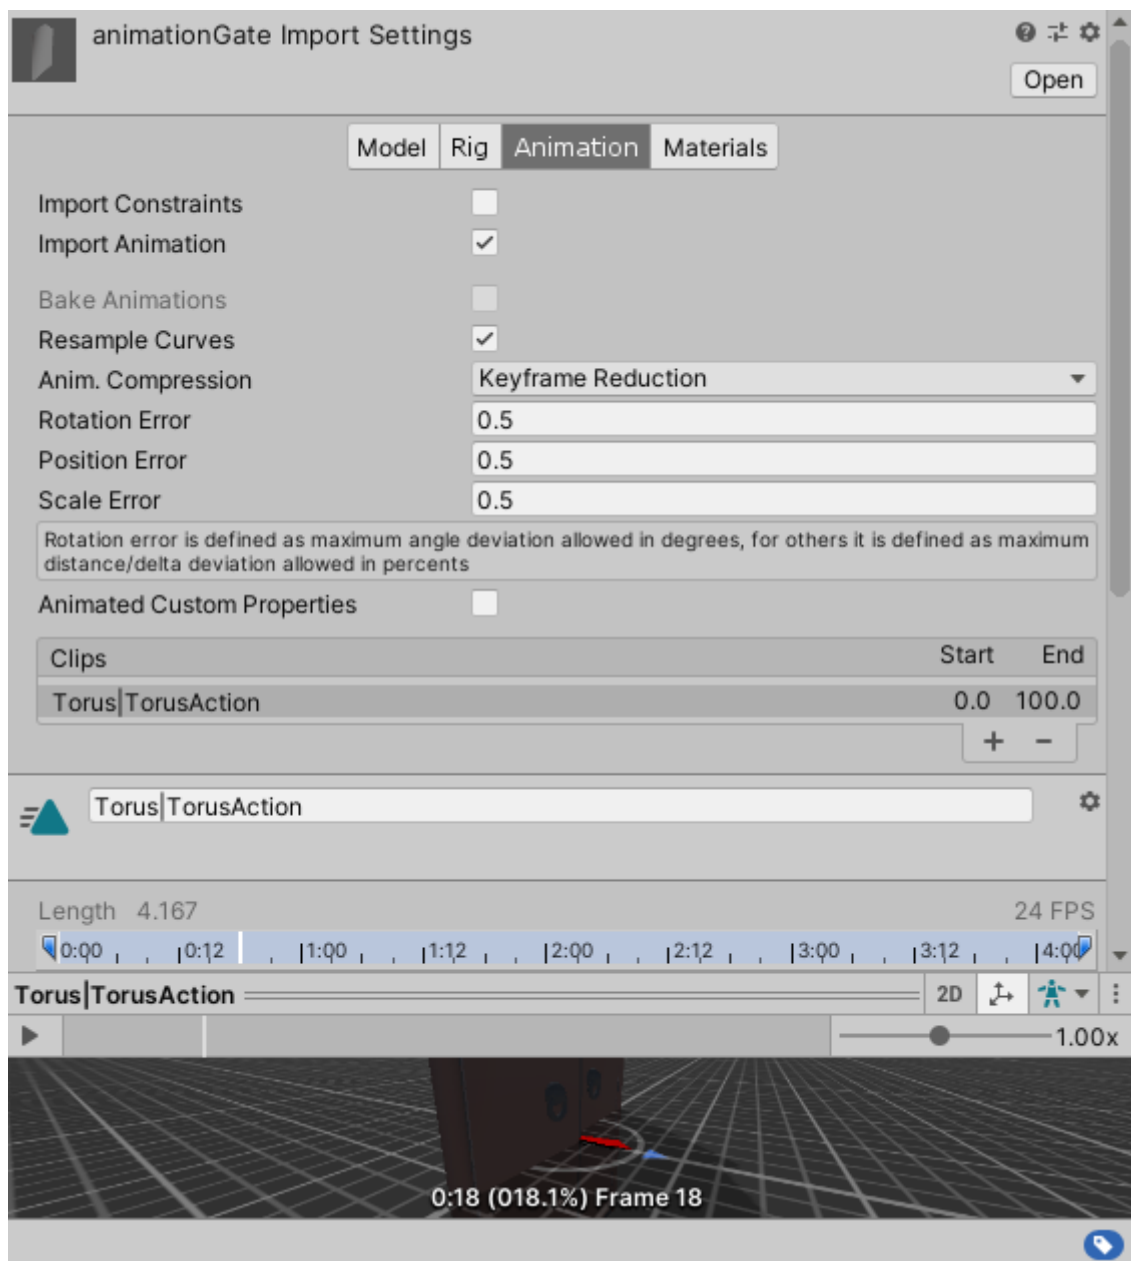 animationGate Import Settings
Open
Model Rig Animation Materials
Import Constraints
Import Animation
Bake Animations
Resample Curves
Anim. Compression Keyframe Reduction
Rotation Error 0.5
Position Error 0.5
Scale Error 0.5
Rotation error is defined as maximum angle deviation allowed in degrees, for others it is defined as maximum
distance/delta deviation allowed in percents
Animated Custom Properties
Clips Start End
Torus|TorusAction 0.0 100.0
+ −
Torus|TorusAction
Length 4.167 24 FPS
0:00 0:12 1:00 1:12 2:00 2:12 3:00 3:12 4:00
Torus|TorusAction 2D
1.00x
0:18 (018.1%) Frame 18